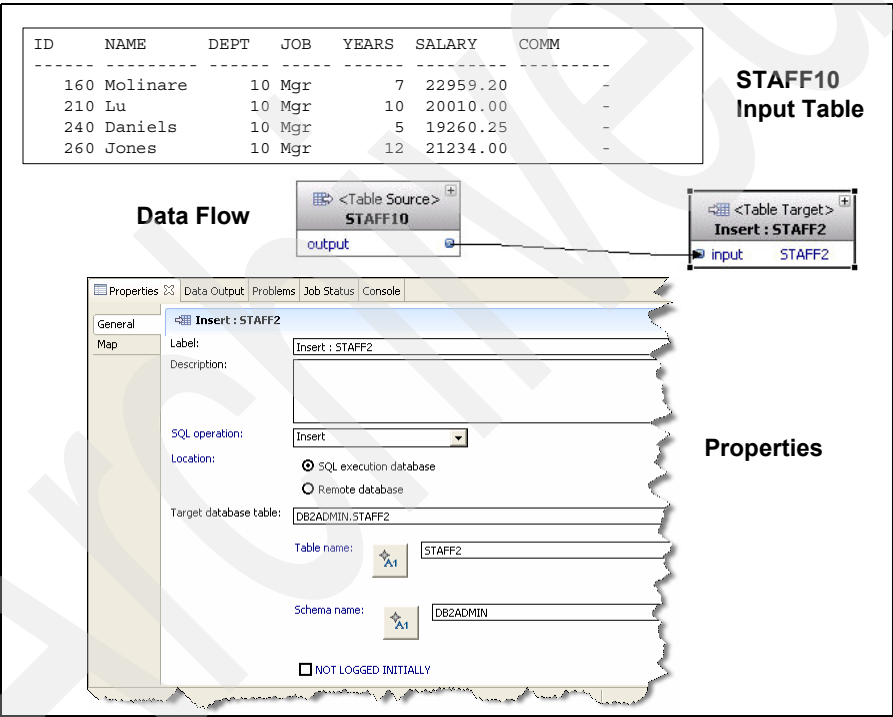 ID NAME DEPT JOB YEARS SALARY COMM
------ --------- ------ ----- ------ --------- ---------
160 Molinare 10 Mgr 7 22959.20 -
210 Lu 10 Mgr 10 20010.00 -
240 Daniels 10 Mgr 5 19260.25 -
260 Jones 10 Mgr 12 21234.00 -
STAFF10
Input Table
Data Flow
<Table Source>
STAFF10
output
<Table Target>
Insert : STAFF2
input STAFF2
Properties Data Output Problems Job Status Console
General
Map
Insert : STAFF2
Label: Insert : STAFF2
Description:
SQL operation: Insert
Location: SQL execution database
Remote database
Target database table: DB2ADMIN.STAFF2
Table name: A1 STAFF2
Schema name: A1 DB2ADMIN
NOT LOGGED INITIALLY
Properties
Archived